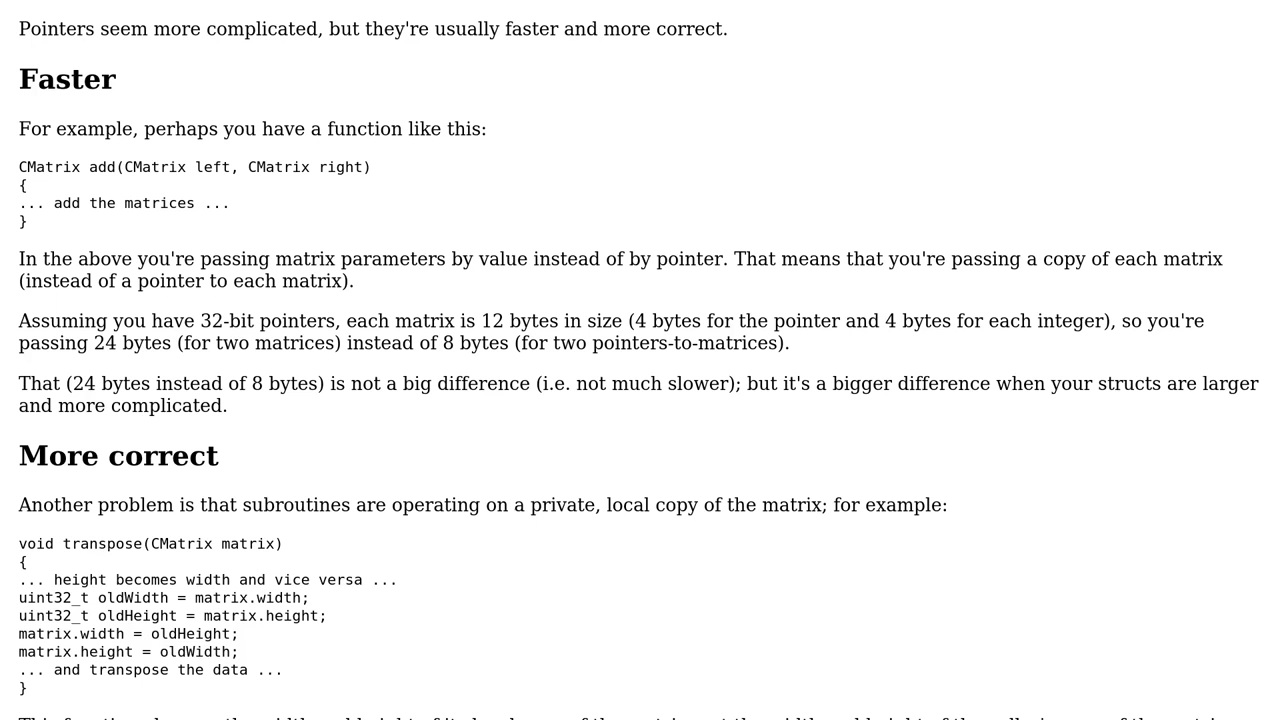 Pointers seem more complicated, but they're usually faster and more correct.
Faster
For example, perhaps you have a function like this:
CMatrix add(CMatrix left, CMatrix right)
{
... add the matrices ...
}
In the above you're passing matrix parameters by value instead of by pointer. That means that you're passing a copy of each matrix
(instead of a pointer to each matrix).
Assuming you have 32-bit pointers, each matrix is 12 bytes in size (4 bytes for the pointer and 4 bytes for each integer), so you're
passing 24 bytes (for two matrices) instead of 8 bytes (for two pointers-to-matrices).
That (24 bytes instead of 8 bytes) is not a big difference (i.e. not much slower); but it's a bigger difference when your structs are larger
and more complicated.
More correct
Another problem is that subroutines are operating on a private, local copy of the matrix; for example:
void transpose(CMatrix matrix)
{
... height becomes width and vice versa ...
uint32_t oldWidth = matrix.width;
uint32_t oldHeight = matrix.height;
matrix.width = oldHeight;
matrix.height = oldWidth;
... and transpose the data ...
}